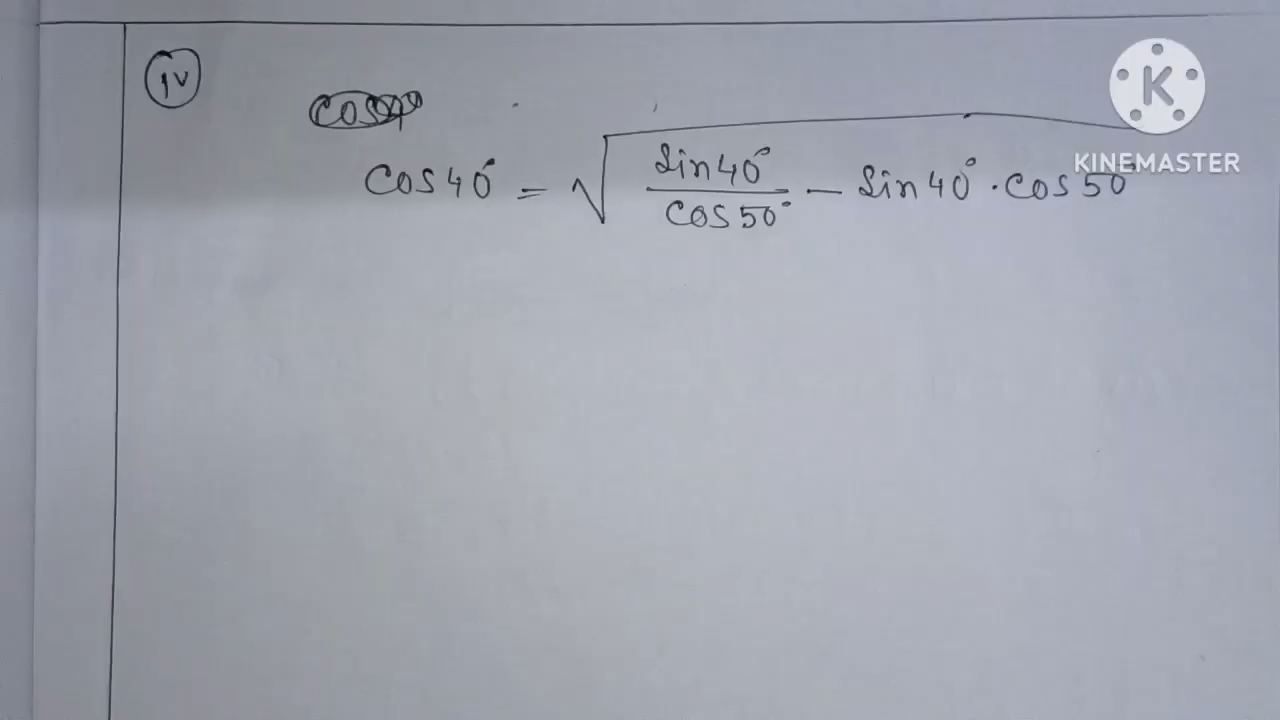 iv
cos40° = √ sin40°/cos50° - sin40° · cos50°
K
KINEMASTER